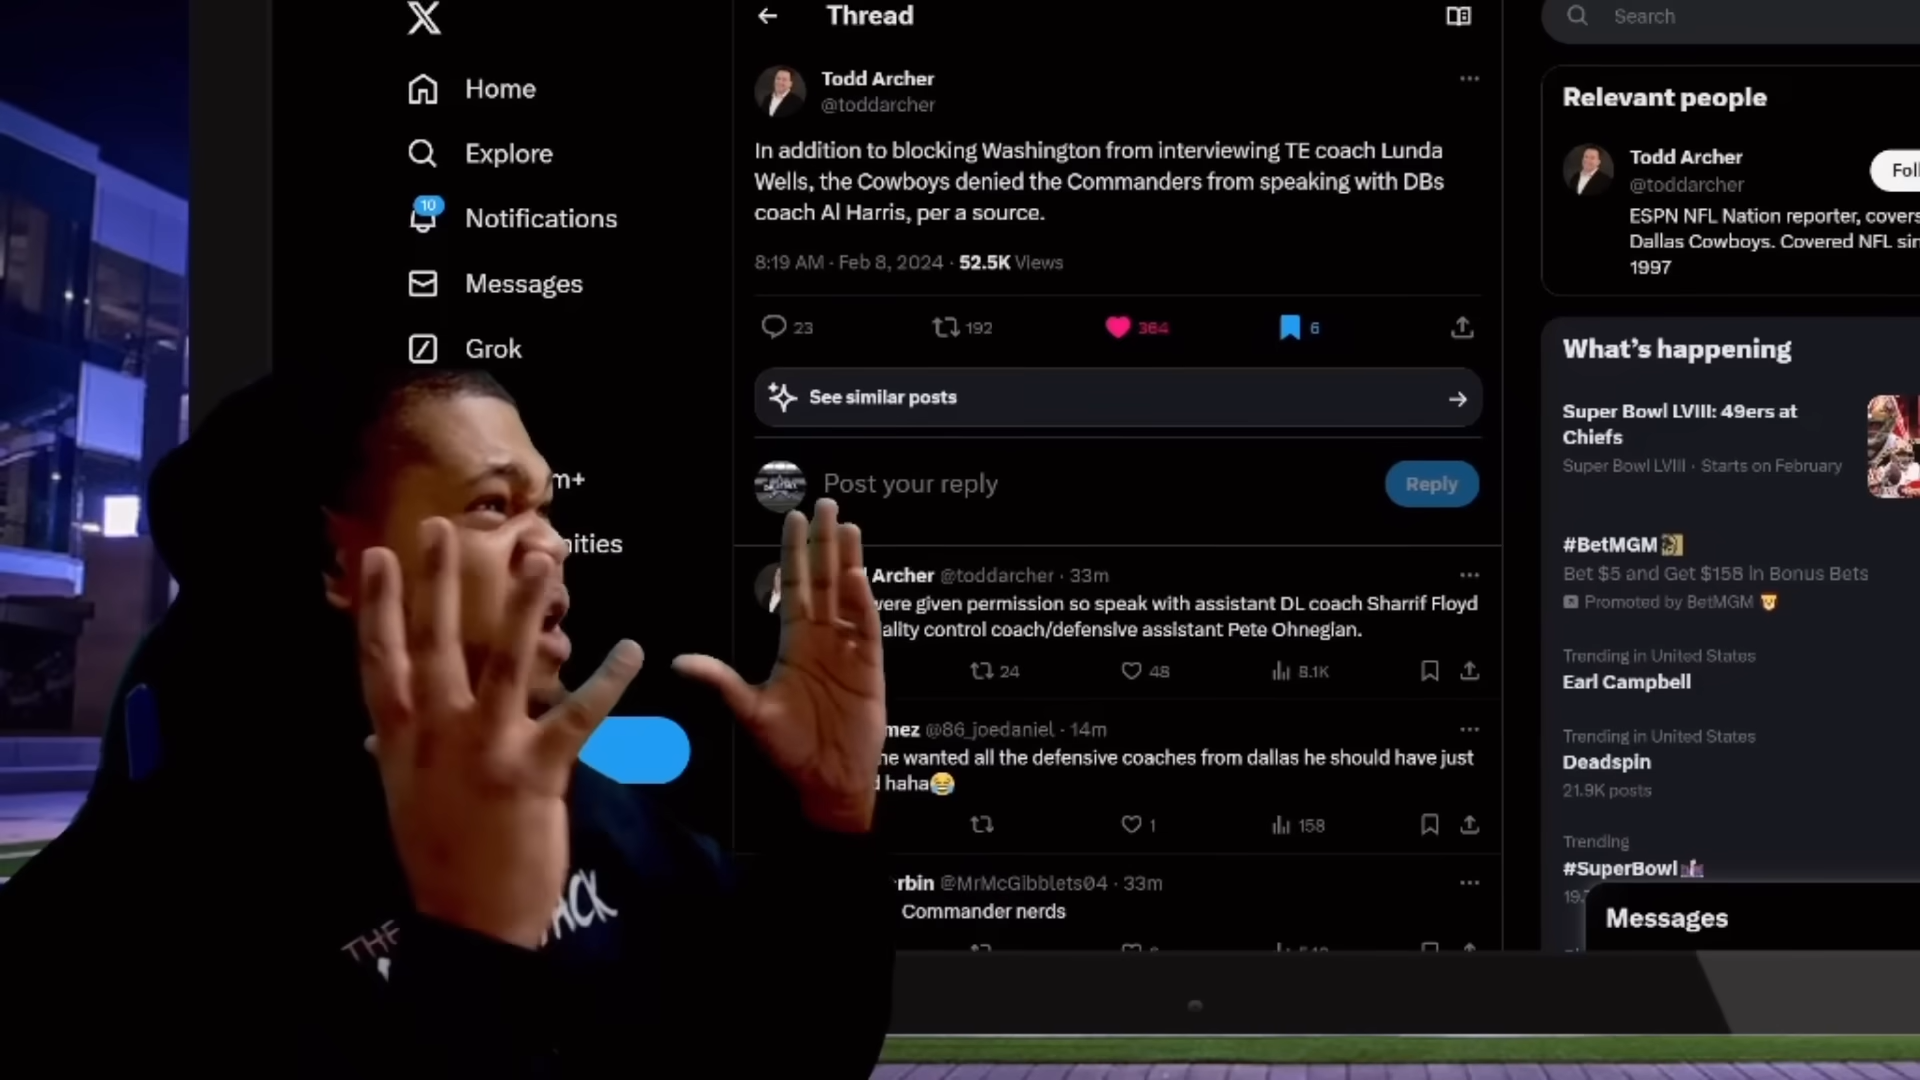 X
Home
Explore
10
Notifications
Messages
Grok
m+
nities
Thread
Todd Archer
@toddarcher
In addition to blocking Washington from interviewing TE coach Lunda
Wells, the Cowboys denied the Commanders from speaking with DBs
coach Al Harris, per a source.
8:19 AM · Feb 8, 2024 · 52.5K Views
23
192
364
6
See similar posts
Post your reply
Reply
Archer @toddarcher · 33m
were given permission so speak with assistant DL coach Sharrif Floyd
ality control coach/defensive assistant Pete Ohnegian.
24
48
8.1K
mez @86_joedaniel · 14m
he wanted all the defensive coaches from dallas he should have just
d haha😂
1
158
rbin @MrMcGibblets04 · 33m
Commander nerds
Search
Relevant people
Todd Archer
@toddarcher
Foll
ESPN NFL Nation reporter, covers
Dallas Cowboys. Covered NFL sin
1997
What's happening
Super Bowl LVIII: 49ers at
Chiefs
Super Bowl LVIII · Starts on February
#BetMGM
Bet $5 and Get $158 in Bonus Bets
Promoted by BetMGM
Trending in United States
Earl Campbell
Trending in United States
Deadspin
21.9K posts
Trending
#SuperBowl
19.
Messages
THE
ACK